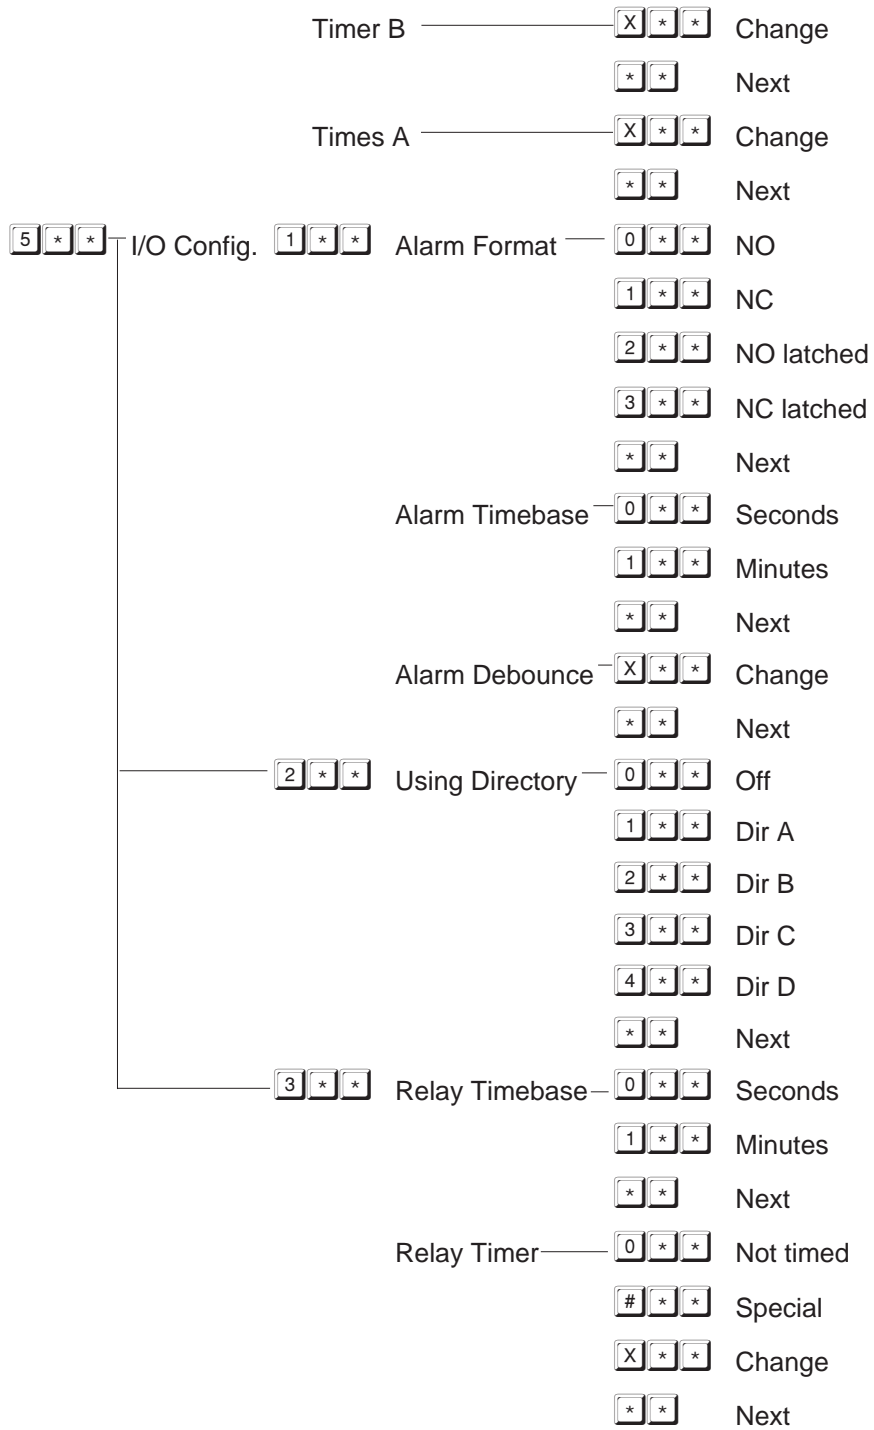 Timer B X * * Change
* * Next
Times A X * * Change
* * Next
5 * * I/O Config. 1 * * Alarm Format 0 * * NO
1 * * NC
2 * * NO latched
3 * * NC latched
* * Next
Alarm Timebase 0 * * Seconds
1 * * Minutes
* * Next
Alarm Debounce X * * Change
* * Next
2 * * Using Directory 0 * * Off
1 * * Dir A
2 * * Dir B
3 * * Dir C
4 * * Dir D
* * Next
3 * * Relay Timebase 0 * * Seconds
1 * * Minutes
* * Next
Relay Timer 0 * * Not timed
# * * Special
X * * Change
* * Next